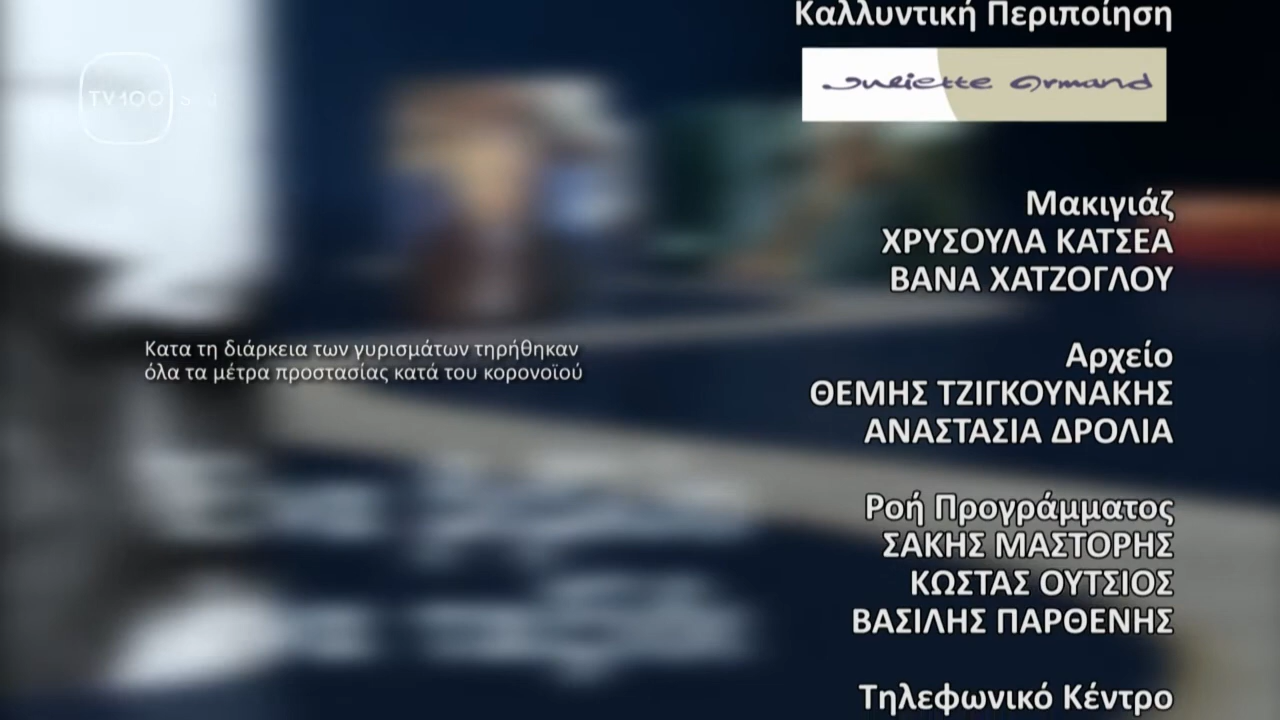 Καλλυντική Περιποίηση
Juliette Armand
TV100
Μακιγιάζ
ΧΡΥΣΟΥΛΑ ΚΑΤΣΕΑ
ΒΑΝΑ ΧΑΤΖΟΓΛΟΥ
Κατα τη διάρκεια των γυρισμάτων τηρήθηκαν
όλα τα μέτρα προστασίας κατά του κορονοϊού
Αρχείο
ΘΕΜΗΣ ΤΖΙΓΚΟΥΝΑΚΗΣ
ΑΝΑΣΤΑΣΙΑ ΔΡΟΛΙΑ
Ροή Προγράμματος
ΣΑΚΗΣ ΜΑΣΤΟΡΗΣ
ΚΩΣΤΑΣ ΟΥΤΣΙΟΣ
ΒΑΣΙΛΗΣ ΠΑΡΘΕΝΗΣ
Τηλεφωνικό Κέντρο